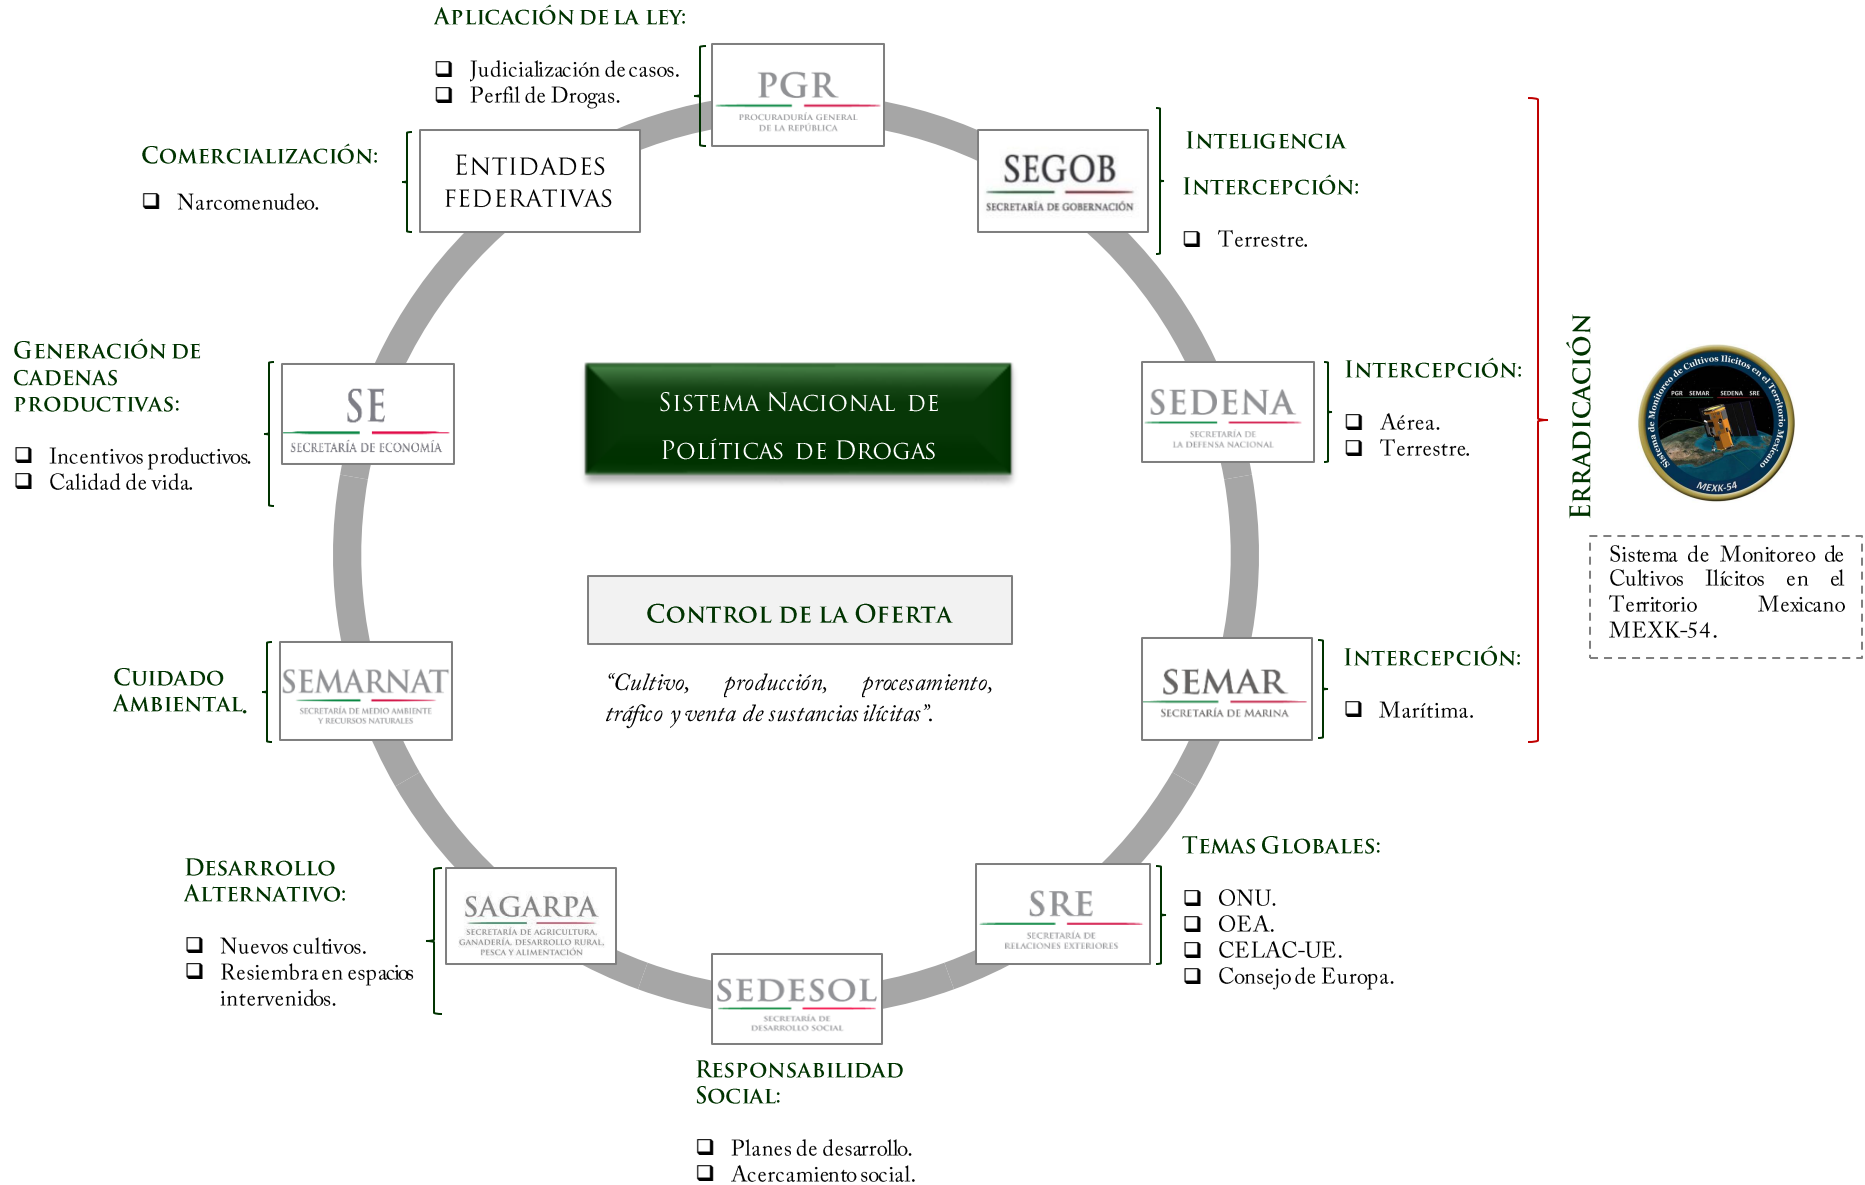 APLICACIÓN DE LA LEY:
❑ Judicialización de casos.
❑ Perfil de Drogas.
PGR
PROCURADURÍA GENERAL
DE LA REPÚBLICA
INTELIGENCIA
INTERCEPCIÓN:
❑ Terrestre.
SEGOB
SECRETARÍA DE GOBERNACIÓN
COMERCIALIZACIÓN:
❑ Narcomenudeo.
ENTIDADES
FEDERATIVAS
GENERACIÓN DE
CADENAS
PRODUCTIVAS:
❑ Incentivos productivos.
❑ Calidad de vida.
SE
SECRETARÍA DE ECONOMÍA
SISTEMA NACIONAL DE
POLÍTICAS DE DROGAS
SEDENA
SECRETARÍA DE
LA DEFENSA NACIONAL
INTERCEPCIÓN:
❑ Aérea.
❑ Terrestre.
ERRADICACIÓN
Sistema de Monitoreo de Cultivos Ilícitos en el Territorio Mexicano
PGR SEMAR SEDENA SRE
MEXK-54
Sistema de Monitoreo de
Cultivos Ilícitos en el
Territorio Mexicano
MEXK-54.
CONTROL DE LA OFERTA
“Cultivo, producción, procesamiento,
tráfico y venta de sustancias ilícitas”.
CUIDADO
AMBIENTAL.
SEMARNAT
SECRETARÍA DE MEDIO AMBIENTE
Y RECURSOS NATURALES
SEMAR
SECRETARÍA DE MARINA
INTERCEPCIÓN:
❑ Marítima.
DESARROLLO
ALTERNATIVO:
❑ Nuevos cultivos.
❑ Resiembra en espacios
intervenidos.
SAGARPA
SECRETARÍA DE AGRICULTURA,
GANADERÍA, DESARROLLO RURAL,
PESCA Y ALIMENTACIÓN
SRE
SECRETARÍA DE
RELACIONES EXTERIORES
TEMAS GLOBALES:
❑ ONU.
❑ OEA.
❑ CELAC-UE.
❑ Consejo de Europa.
SEDESOL
SECRETARÍA DE
DESARROLLO SOCIAL
RESPONSABILIDAD
SOCIAL:
❑ Planes de desarrollo.
❑ Acercamiento social.